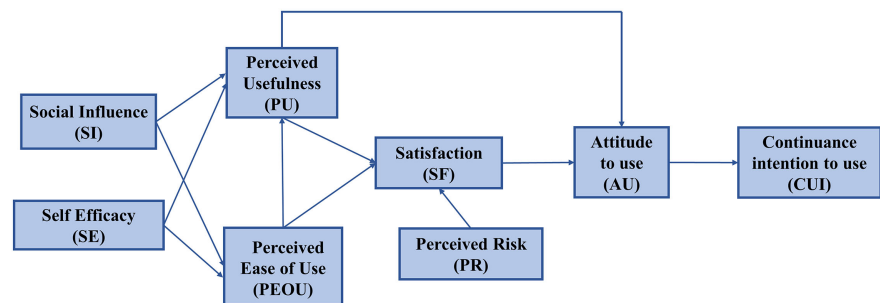 Perceived
Usefulness
(PU)
Social Influence
(SI)
Satisfaction
(SF)
Attitude
to use
(AU)
Continuance
intention to use
(CUI)
Self Efficacy
(SE)
Perceived
Ease of Use
(PEOU)
Perceived Risk
(PR)